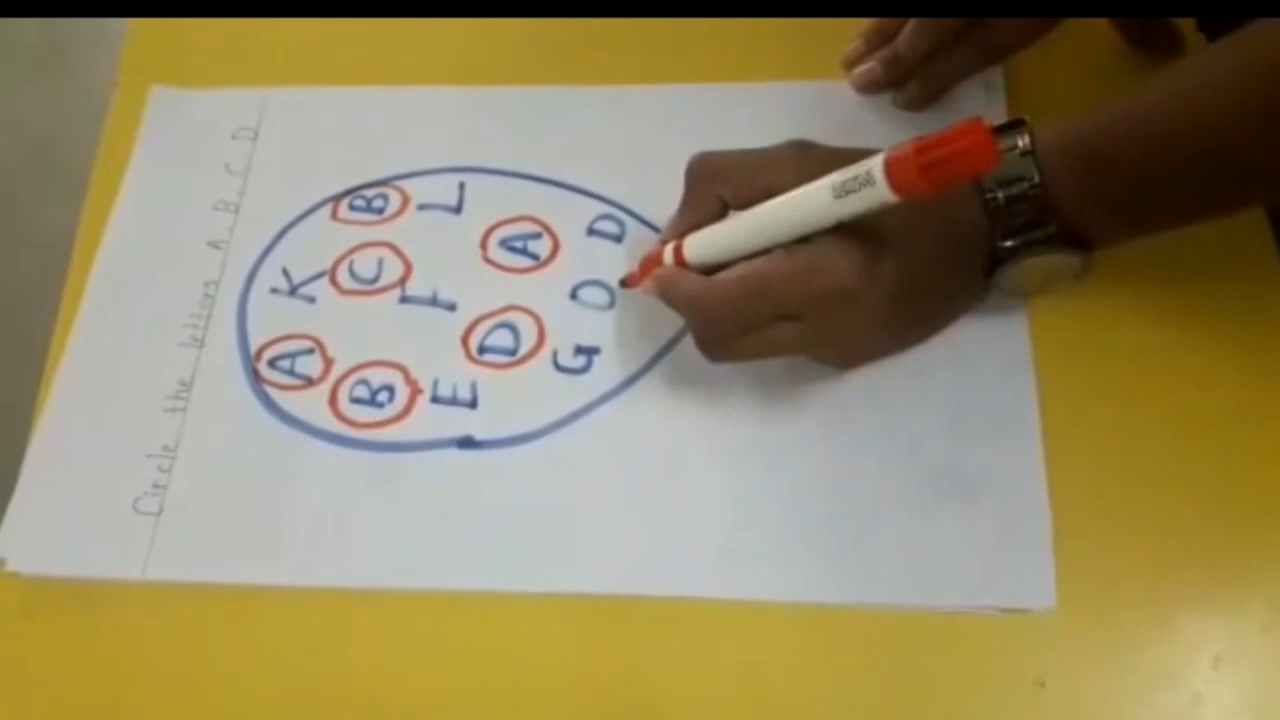 Circle the letters A, B, C, D
A K
B C B
E F L
D A
G D